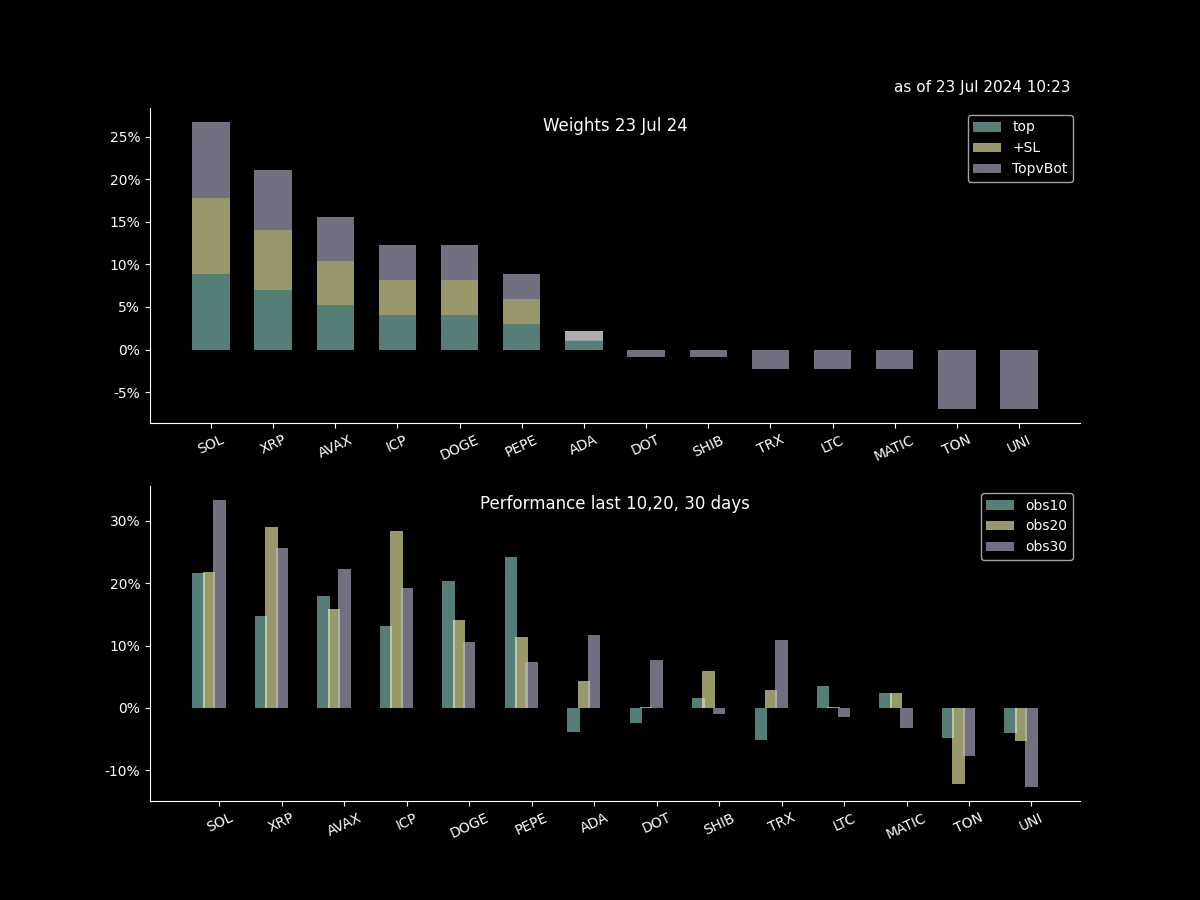 as of 23 Jul 2024 10:23
Weights 23 Jul 24
top
+SL
TopvBot
25%
20%
15%
10%
5%
0%
-5%
SOL XRP AVAX ICP DOGE PEPE ADA DOT SHIB TRX LTC MATIC TON UNI
Performance last 10,20, 30 days
obs10
obs20
obs30
30%
20%
10%
0%
-10%
SOL XRP AVAX ICP DOGE PEPE ADA DOT SHIB TRX LTC MATIC TON UNI